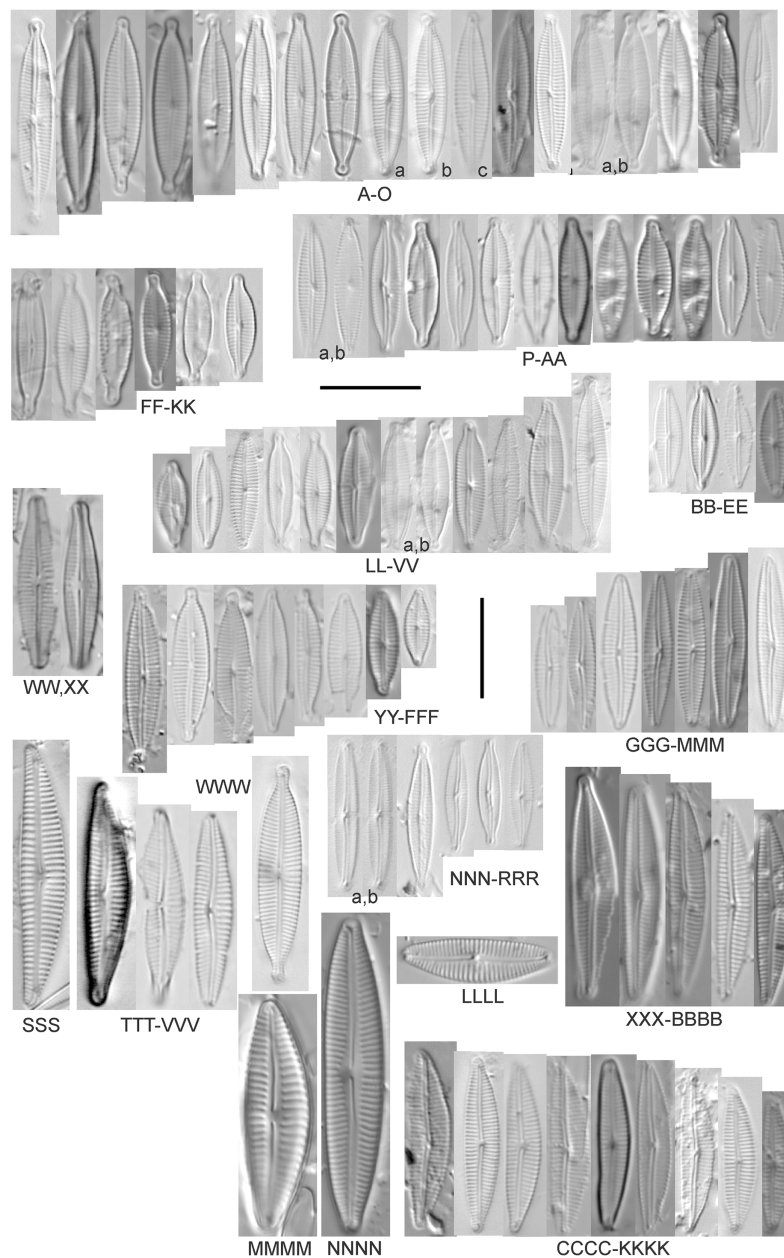 a b c a,b
A-O
a,b P-AA
FF-KK
BB-EE
a,b
LL-VV
WW,XX
YY-FFF
GGG-MMM
WWW
NNN-RRR
a,b
LLLL
SSS TTT-VVV XXX-BBBB
MMMM NNNN CCCC-KKKK